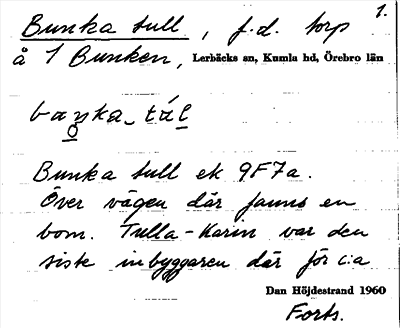 1.
Bunka tull, f.d. torp
å 1 Bunken, Lerbäcks sn, Kumla hd, Örebro län
Bunka tull ek 9F7a.
Över vägen där fanns en
bom. Tulla-Karin var den
siste inbyggaren där för c:a
Dan Höjdestrand 1960
Forts.